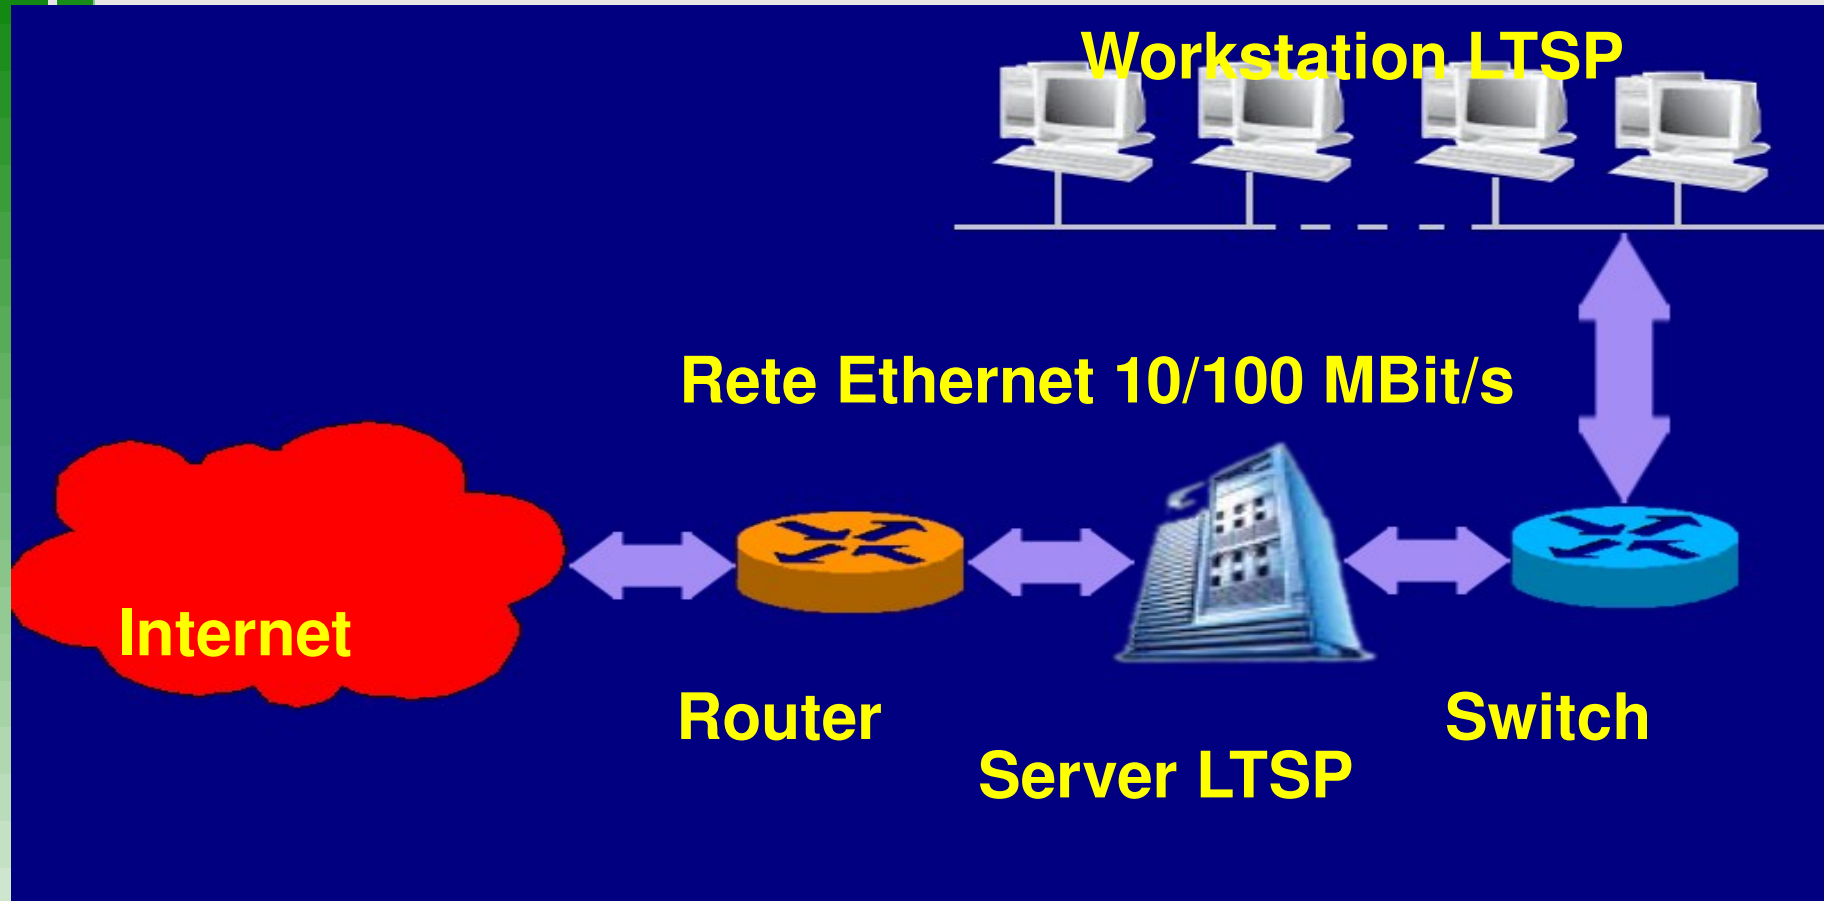 Workstation LTSP
Rete Ethernet 10/100 MBit/s
Internet
Router
Switch
Server LTSP